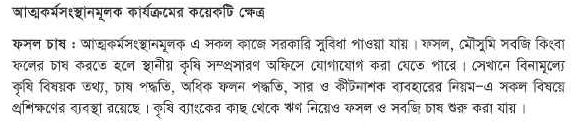 আত্মকর্মসংস্থানমূলক কার্যক্রমের কয়েকটি ক্ষেত্র
ফসল চাষ : আত্মকর্মসংস্থানমূলক এ সকল কাজে সরকারি সুবিধা পাওয়া যায়। ফসল, মৌসুমি সবজি কিংবা
ফলের চাষ করতে হলে স্থানীয় কৃষি সম্প্রসারণ অফিসে যোগাযোগ করা যেতে পারে। সেখানে বিনামূল্যে
কৃষি বিষয়ক তথ্য, চাষ পদ্ধতি, অধিক ফলন পদ্ধতি, সার ও কীটনাশক ব্যবহারের নিয়ম-এ সকল বিষয়ে
প্রশিক্ষণের ব্যবস্থা রয়েছে। কৃষি ব্যাংকের কাছ থেকে ঋণ নিয়েও ফসল ও সবজি চাষ শুরু করা যায়।